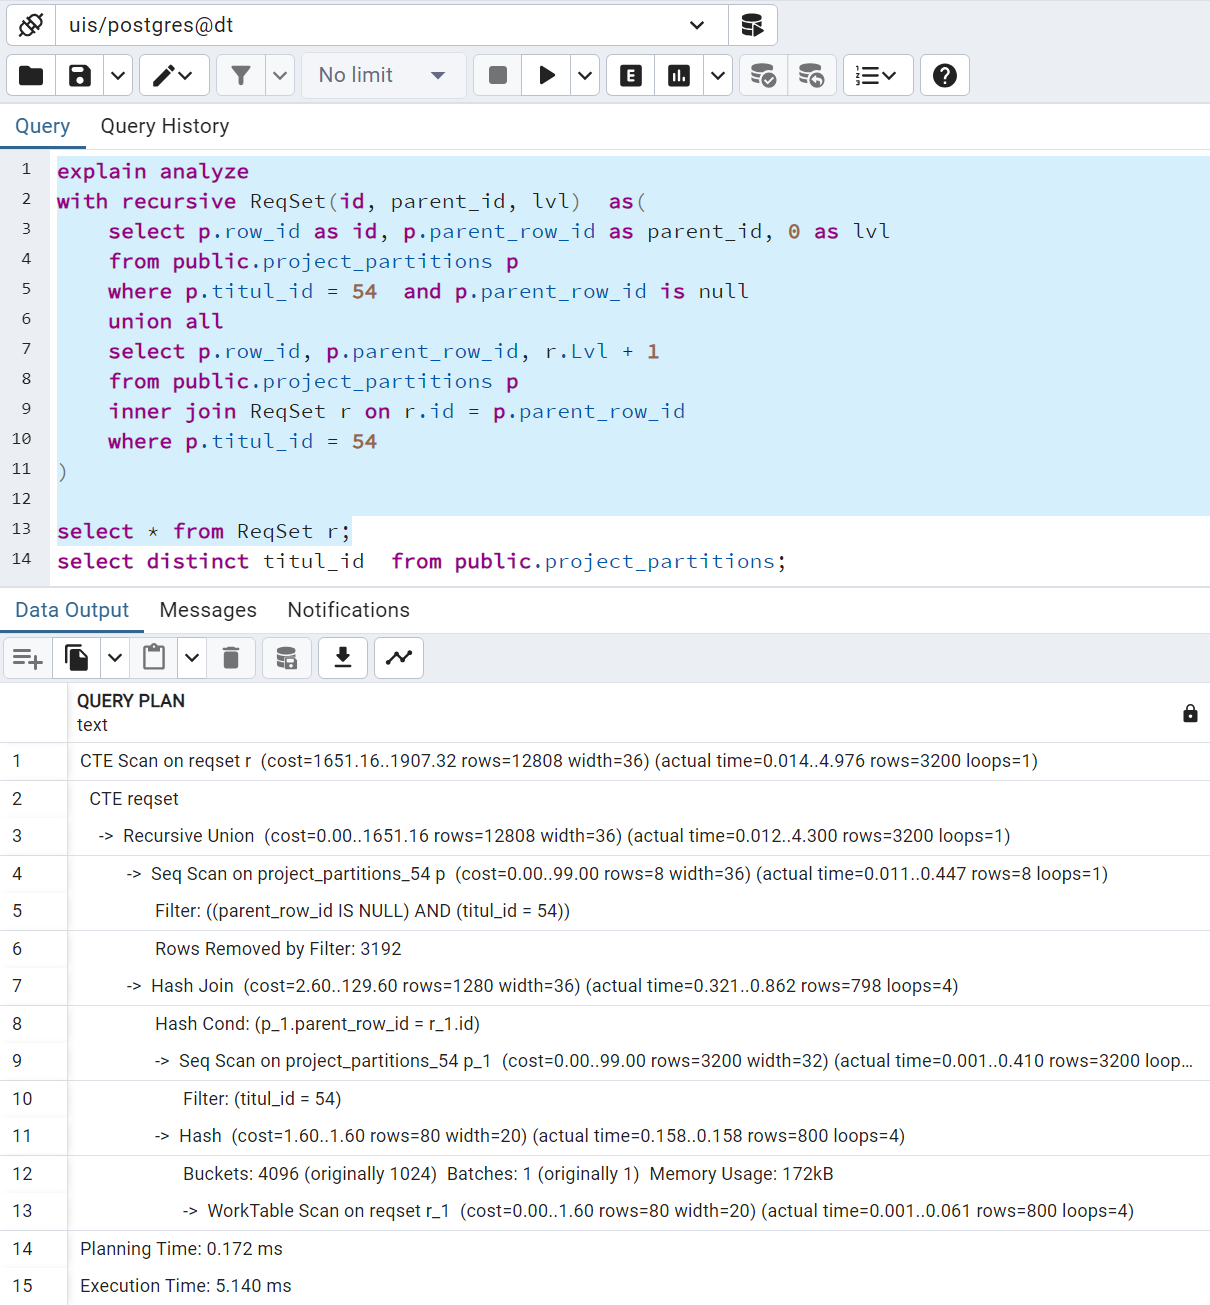 uis/postgres@dt
No limit
E
Query Query History
1 explain analyze
2 with recursive ReqSet(id, parent_id, lvl)  as(
3     select p.row_id as id, p.parent_row_id as parent_id, 0 as lvl
4     from public.project_partitions p
5     where p.titul_id = 54  and p.parent_row_id is null
6     union all
7     select p.row_id, p.parent_row_id, r.Lvl + 1
8     from public.project_partitions p
9     inner join ReqSet r on r.id = p.parent_row_id
10     where p.titul_id = 54
11 )
12
13 select * from ReqSet r;
14 select distinct titul_id  from public.project_partitions;
Data Output Messages Notifications
QUERY PLAN
text
1 CTE Scan on reqset r  (cost=1651.16..1907.32 rows=12808 width=36) (actual time=0.014..4.976 rows=3200 loops=1)
2 CTE reqset
3 ->  Recursive Union  (cost=0.00..1651.16 rows=12808 width=36) (actual time=0.012..4.300 rows=3200 loops=1)
4 ->  Seq Scan on project_partitions_54 p  (cost=0.00..99.00 rows=8 width=36) (actual time=0.011..0.447 rows=8 loops=1)
5 Filter: ((parent_row_id IS NULL) AND (titul_id = 54))
6 Rows Removed by Filter: 3192
7 ->  Hash Join  (cost=2.60..129.60 rows=1280 width=36) (actual time=0.321..0.862 rows=798 loops=4)
8 Hash Cond: (p_1.parent_row_id = r_1.id)
9 ->  Seq Scan on project_partitions_54 p_1  (cost=0.00..99.00 rows=3200 width=32) (actual time=0.001..0.410 rows=3200 loop...
10 Filter: (titul_id = 54)
11 ->  Hash  (cost=1.60..1.60 rows=80 width=20) (actual time=0.158..0.158 rows=800 loops=4)
12 Buckets: 4096 (originally 1024)  Batches: 1 (originally 1)  Memory Usage: 172kB
13 ->  WorkTable Scan on reqset r_1  (cost=0.00..1.60 rows=80 width=20) (actual time=0.001..0.061 rows=800 loops=4)
14 Planning Time: 0.172 ms
15 Execution Time: 5.140 ms